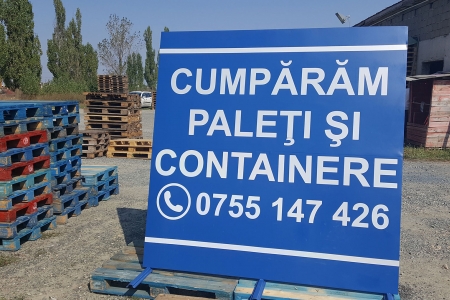 CUMPĂRĂM
PALEŢI ŞI
CONTAINERE
0755 147 426